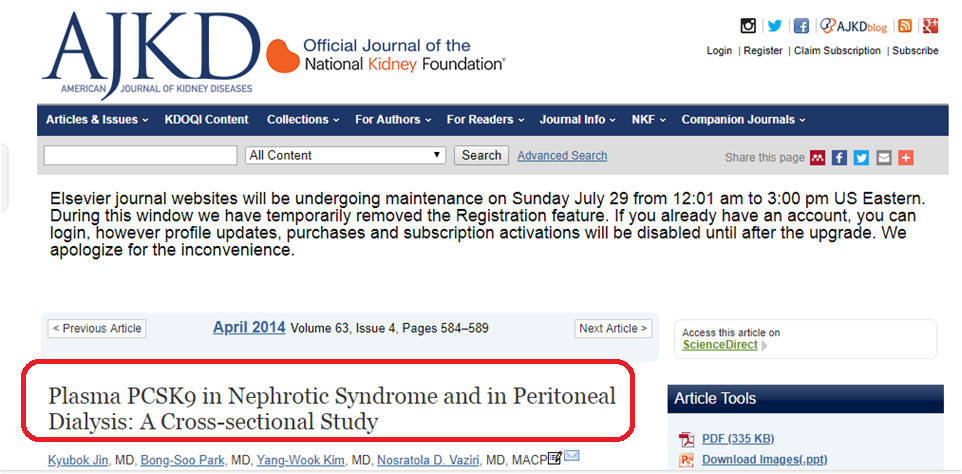 AJKD
AMERICAN JOURNAL OF KIDNEY DISEASES
Official Journal of the
National Kidney Foundation®
AJKDblog
Login | Register | Claim Subscription | Subscribe
Articles & Issues KDOQI Content Collections For Authors For Readers Journal Info NKF Companion Journals
All Content Search Advanced Search Share this page
Elsevier journal websites will be undergoing maintenance on Sunday July 29 from 12:01 am to 3:00 pm US Eastern.
During this window we have temporarily removed the Registration feature. If you already have an account, you can
login, however profile updates, purchases and subscription activations will be disabled until after the upgrade. We
apologize for the inconvenience.
< Previous Article April 2014 Volume 63, Issue 4, Pages 584–589 Next Article >
Access this article on
ScienceDirect
Plasma PCSK9 in Nephrotic Syndrome and in Peritoneal
Dialysis: A Cross-sectional Study
Kyubok Jin, MD, Bong-Soo Park, MD, Yang-Wook Kim, MD, Nosratola D. Vaziri, MD, MACP
Article Tools
PDF (335 KB)
Download Images(.ppt)